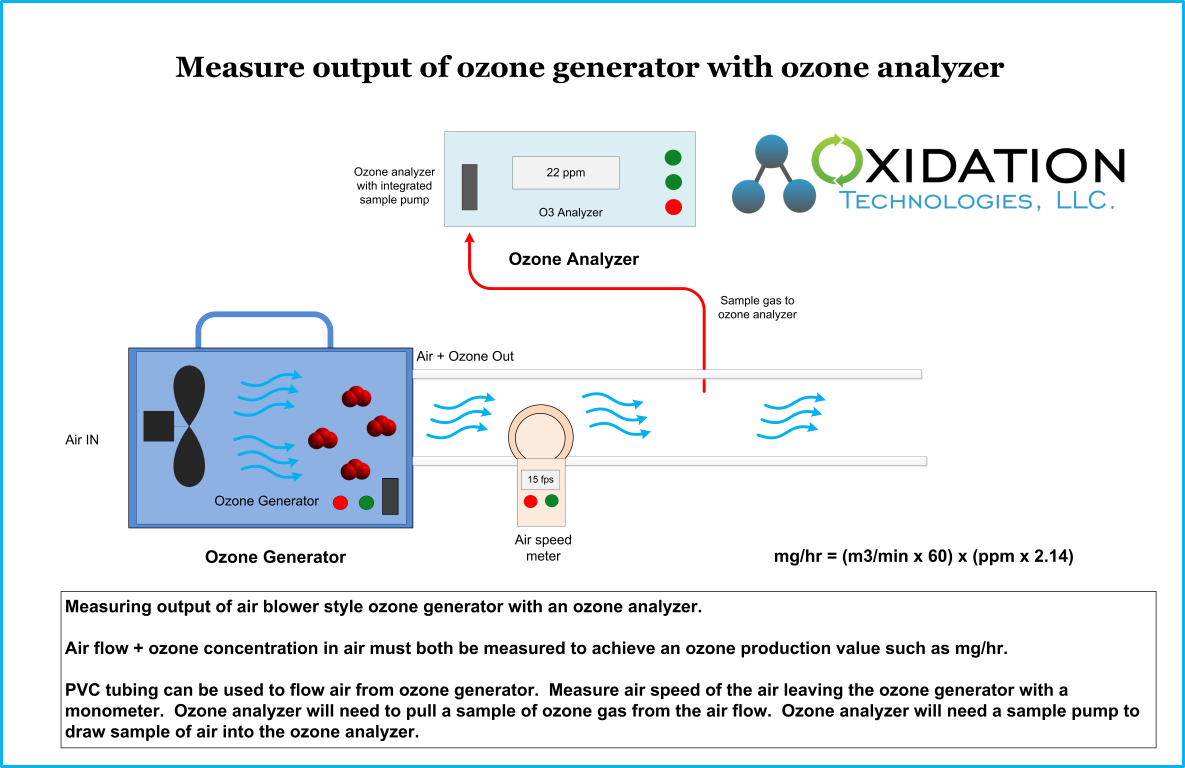 Measure output of ozone generator with ozone analyzer
Ozone analyzer
with integrated
sample pump
22 ppm
O3 Analyzer
OXIDATION
TECHNOLOGIES, LLC.
Ozone Analyzer
Sample gas to
ozone analyzer
Air + Ozone Out
Air IN
15 fps
Ozone Generator
Air speed
meter
Ozone Generator
mg/hr = (m3/min x 60) x (ppm x 2.14)
Measuring output of air blower style ozone generator with an ozone analyzer.
Air flow + ozone concentration in air must both be measured to achieve an ozone production value such as mg/hr.
PVC tubing can be used to flow air from ozone generator.  Measure air speed of the air leaving the ozone generator with a
monometer.  Ozone analyzer will need to pull a sample of ozone gas from the air flow.  Ozone analyzer will need a sample pump to
draw sample of air into the ozone analyzer.